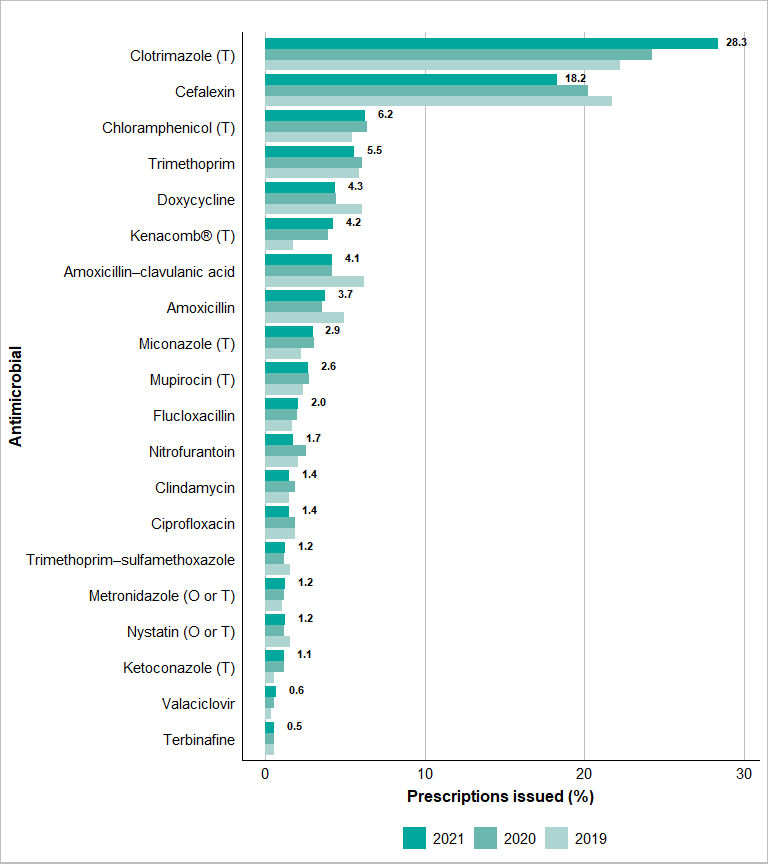 Clotrimazole (T) 28.3
Cefalexin 18.2
Chloramphenicol (T) 6.2
Trimethoprim 5.5
Doxycycline 4.3
Kenacomb® (T) 4.2
Amoxicillin–clavulanic acid 4.1
Amoxicillin 3.7
Miconazole (T) 2.9
Mupirocin (T) 2.6
Flucloxacillin 2.0
Nitrofurantoin 1.7
Clindamycin 1.4
Ciprofloxacin 1.4
Trimethoprim–sulfamethoxazole 1.2
Metronidazole (O or T) 1.2
Nystatin (O or T) 1.2
Ketoconazole (T) 1.1
Valaciclovir 0.6
Terbinafine 0.5
Antimicrobial
0 10 20 30
Prescriptions issued (%)
2021 2020 2019